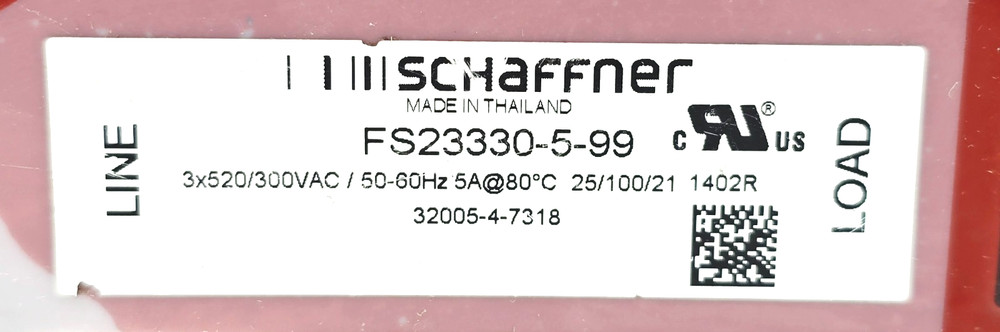 schaffner
MADE IN THAILAND
FS23330-5-99
c RU ® US
3x520/300VAC / 50-60Hz 5A@80°C 25/100/21 1402R
32005-4-7318
LINE
LOAD